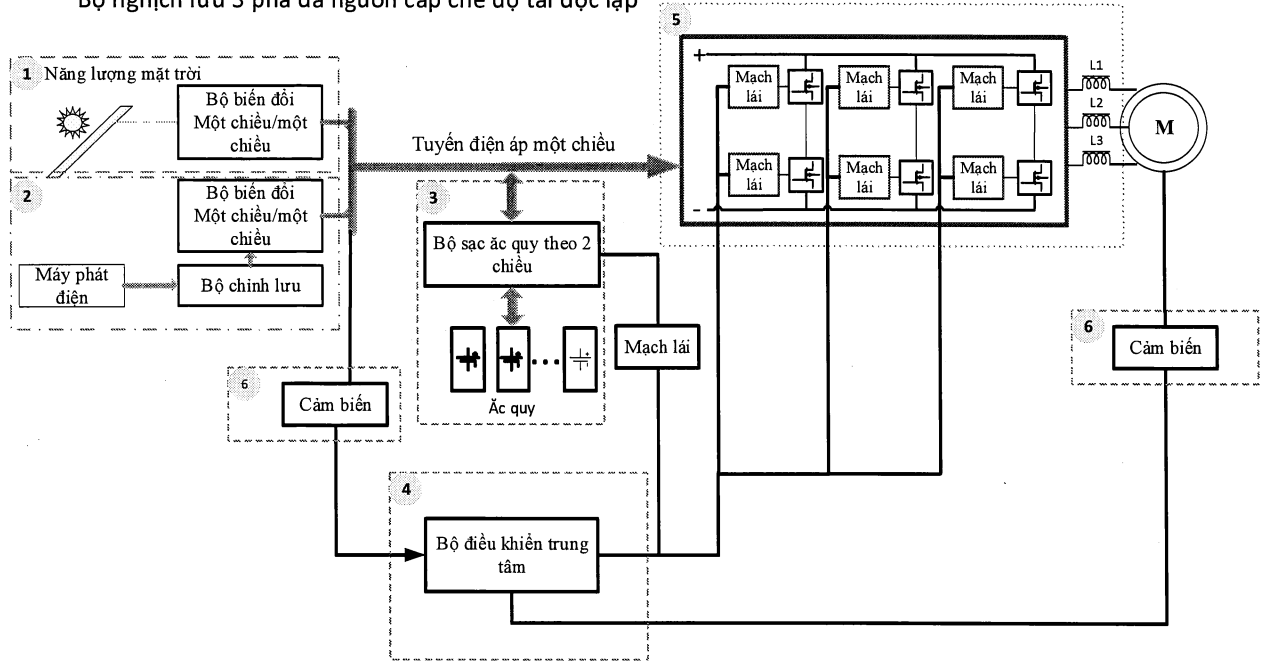 Bộ nghịch lưu 3 pha đa nguồn cấp chế độ tải độc lập
1 Năng lượng mặt trời
Bộ biến đổi
Một chiều/một
chiều
2
Bộ biến đổi
Một chiều/một
chiều
Máy phát
điện
Bộ chỉnh lưu
Tuyến điện áp một chiều
3
Bộ sạc ăc quy theo 2
chiều
Ăc quy
Mạch lái
5
+
Mạch
lái
Mạch
lái
Mạch
lái
Mạch
lái
Mạch
lái
Mạch
lái
-
L1
L2
L3
M
6
Cảm biến
6
Cảm biến
4
Bộ điều khiển trung
tâm